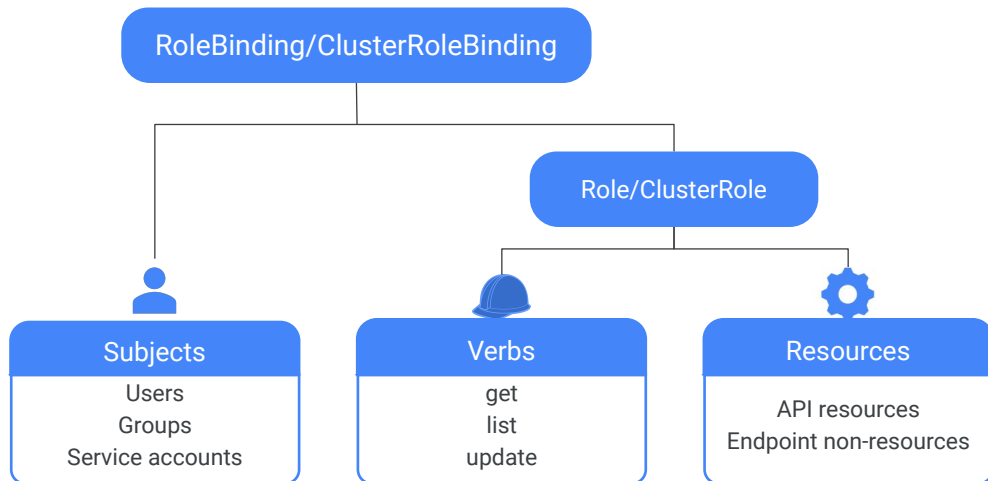 RoleBinding/ClusterRoleBinding
Role/ClusterRole
Subjects
Users
Groups
Service accounts
Verbs
get
list
update
Resources
API resources
Endpoint non-resources